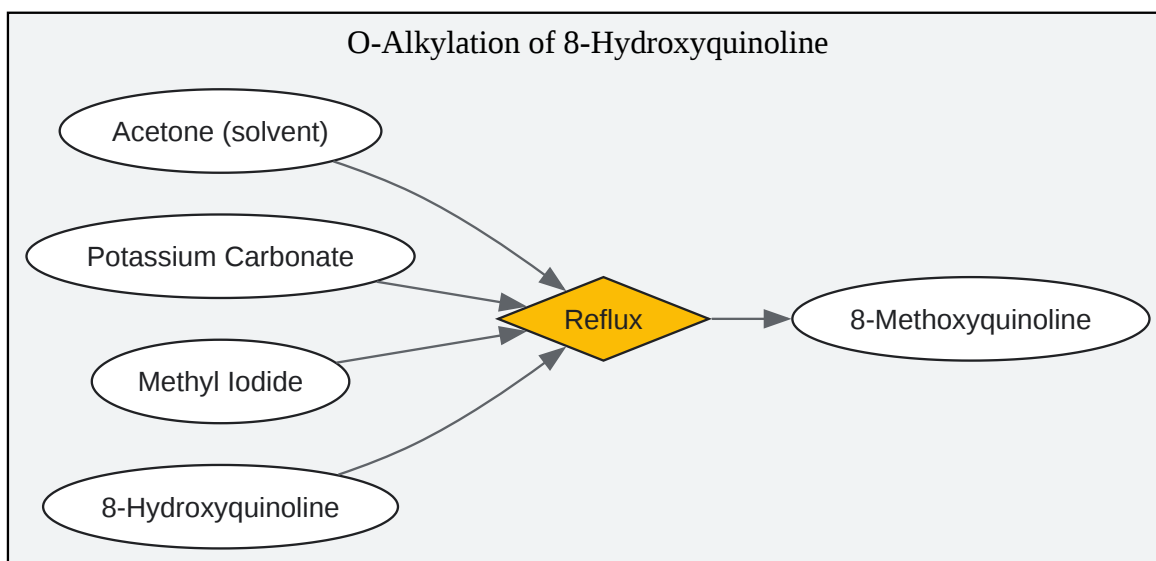 O-Alkylation of 8-Hydroxyquinoline
Acetone (solvent)
Potassium Carbonate
Methyl Iodide
8-Hydroxyquinoline
Reflux
8-Methoxyquinoline